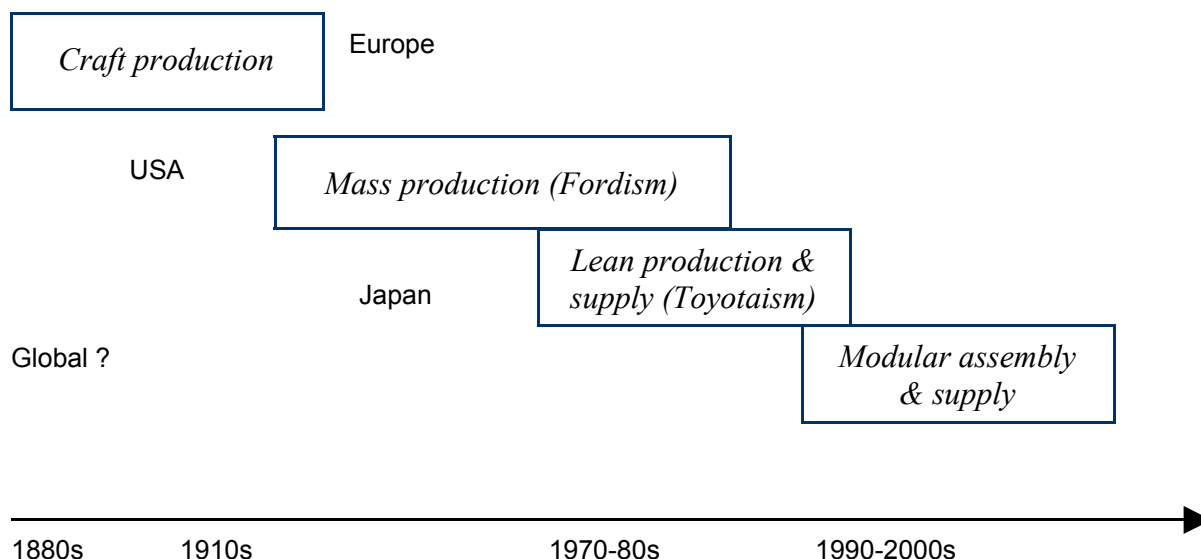 Craft production
Europe
USA
Mass production (Fordism)
Lean production &
supply (Toyotaism)
Japan
Global ?
Modular assembly
& supply
1880s 1910s 1970-80s 1990-2000s